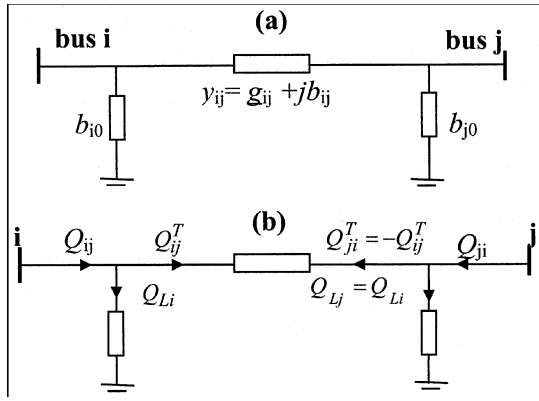 (a)
bus i
bus j
y_ij= g_ij +jb_ij
b_i0
b_j0
(b)
i
j
Q_ij
Q_ij^T
Q_ji^T=-Q_ij^T
Q_ji
Q_Li
Q_Lj = Q_Li